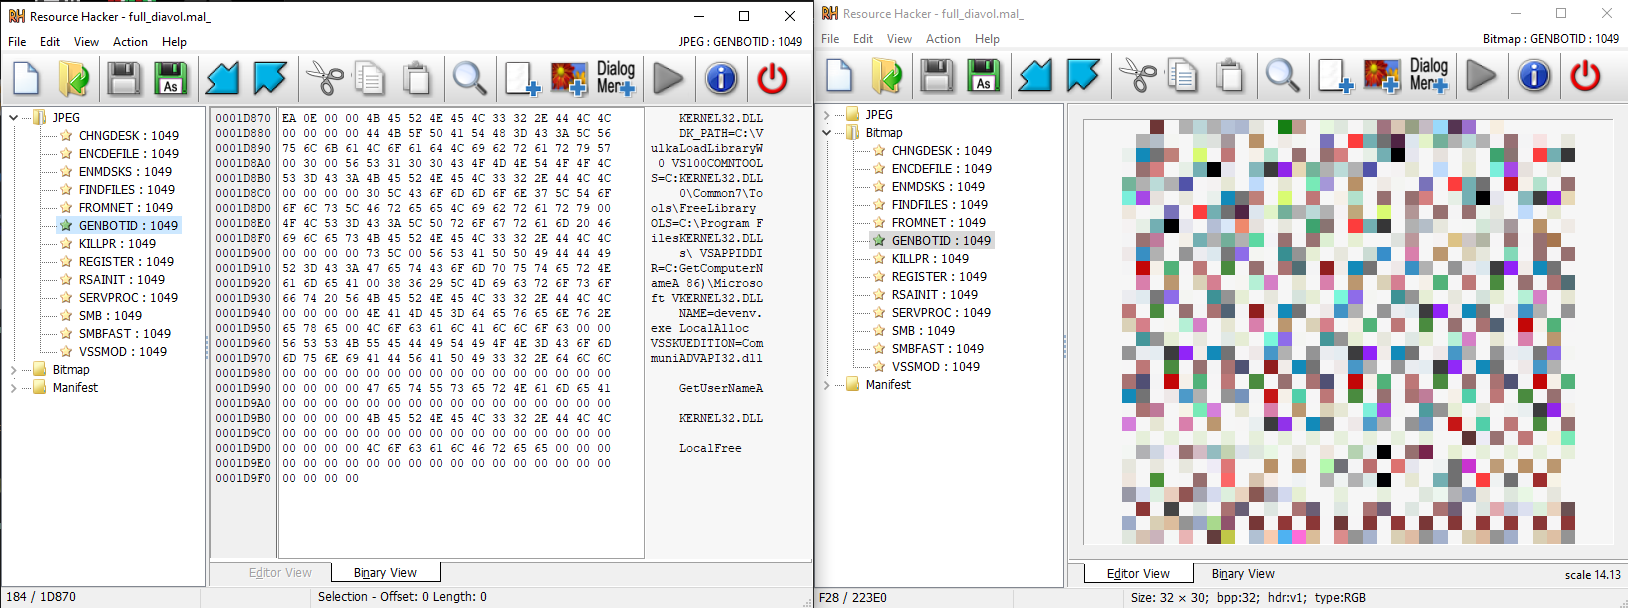 RH Resource Hacker - full_diavol.mal_
File Edit View Action Help
JPEG : GENBOTID : 1049
As
Dialog
Mer+
JPEG
CHNGDESK : 1049
ENCDEFILE : 1049
ENMDSKS : 1049
FINDFILES : 1049
FROMNET : 1049
GENBOTID : 1049
KILLPR : 1049
REGISTER : 1049
RSAINIT : 1049
SERVPROC : 1049
SMB : 1049
SMBFAST : 1049
VSSMOD : 1049
Bitmap
Manifest
0001D870 EA 0E 00 00 4B 45 52 4E 45 4C 33 32 2E 44 4C 4C KERNEL32.DLL
0001D880 00 00 00 00 44 4B 5F 50 41 54 48 3D 43 3A 5C 56 DK_PATH=C:\V
0001D890 75 6C 6B 61 4C 6F 61 64 4C 69 62 72 61 72 79 57 ulkaLoadLibraryW
0001D8A0 00 30 00 56 53 31 30 30 43 4F 4D 4E 54 4F 4F 4C 0 VS100COMNTOOL
0001D8B0 53 3D 43 3A 4B 45 52 4E 45 4C 33 32 2E 44 4C 4C S=C:KERNEL32.DLL
0001D8C0 00 00 00 00 30 5C 43 6F 6D 6D 6F 6E 37 5C 54 6F 0\Common7\To
0001D8D0 6F 6C 73 5C 46 72 65 65 4C 69 62 72 61 72 79 00 ols\FreeLibrary
0001D8E0 4F 4C 53 3D 43 3A 5C 50 72 6F 67 72 61 6D 20 46 OLS=C:\Program F
0001D8F0 69 6C 65 73 4B 45 52 4E 45 4C 33 32 2E 44 4C 4C ilesKERNEL32.DLL
0001D900 00 00 00 00 73 5C 00 56 53 41 50 50 49 44 44 49 s\ VSAPPIDDI
0001D910 52 3D 43 3A 47 65 74 43 6F 6D 70 75 74 65 72 4E R=C:GetComputerN
0001D920 61 6D 65 41 00 38 36 29 5C 4D 69 63 72 6F 73 6F ameA 86)\Microso
0001D930 66 74 20 56 4B 45 52 4E 45 4C 33 32 2E 44 4C 4C ft VKERNEL32.DLL
0001D940 00 00 00 00 4E 41 4D 45 3D 64 65 76 65 6E 76 2E NAME=devenv.
0001D950 65 78 65 00 4C 6F 63 61 6C 41 6C 6C 6F 63 00 00 exe LocalAlloc
0001D960 56 53 53 4B 55 45 44 49 54 49 4F 4E 3D 43 6F 6D VSSKUEDITION=Com
0001D970 6D 75 6E 69 41 44 56 41 50 49 33 32 2E 64 6C 6C muniADVAPI32.dll
0001D980 00 00 00 00 00 00 00 00 00 00 00 00 00 00 00 00
0001D990 00 00 00 00 47 65 74 55 73 65 72 4E 61 6D 65 41 GetUserNameA
0001D9A0 00 00 00 00 00 00 00 00 00 00 00 00 00 00 00 00
0001D9B0 00 00 00 00 4B 45 52 4E 45 4C 33 32 2E 44 4C 4C KERNEL32.DLL
0001D9C0 00 00 00 00 00 00 00 00 00 00 00 00 00 00 00 00
0001D9D0 00 00 00 00 4C 6F 63 61 6C 46 72 65 65 00 00 00 LocalFree
0001D9E0 00 00 00 00 00 00 00 00 00 00 00 00 00 00 00 00
0001D9F0 00 00 00 00
Editor View Binary View
184 / 1D870 Selection - Offset: 0 Length: 0
RH Resource Hacker - full_diavol.mal_
File Edit View Action Help
Bitmap : GENBOTID : 1049
As
Dialog
Mer+
JPEG
Bitmap
CHNGDESK : 1049
ENCDEFILE : 1049
ENMDSKS : 1049
FINDFILES : 1049
FROMNET : 1049
GENBOTID : 1049
KILLPR : 1049
REGISTER : 1049
RSAINIT : 1049
SERVPROC : 1049
SMB : 1049
SMBFAST : 1049
VSSMOD : 1049
Manifest
Editor View Binary View
scale 14.13
F28 / 223E0 Size: 32 × 30; bpp:32; hdr:v1; type:RGB